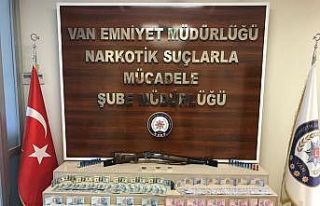 VAN EMNİYET MÜDÜRLÜĞÜ
NARKOTİK SUÇLARLA
MÜCADELE
ŞUBE MÜDÜRLÜĞÜ